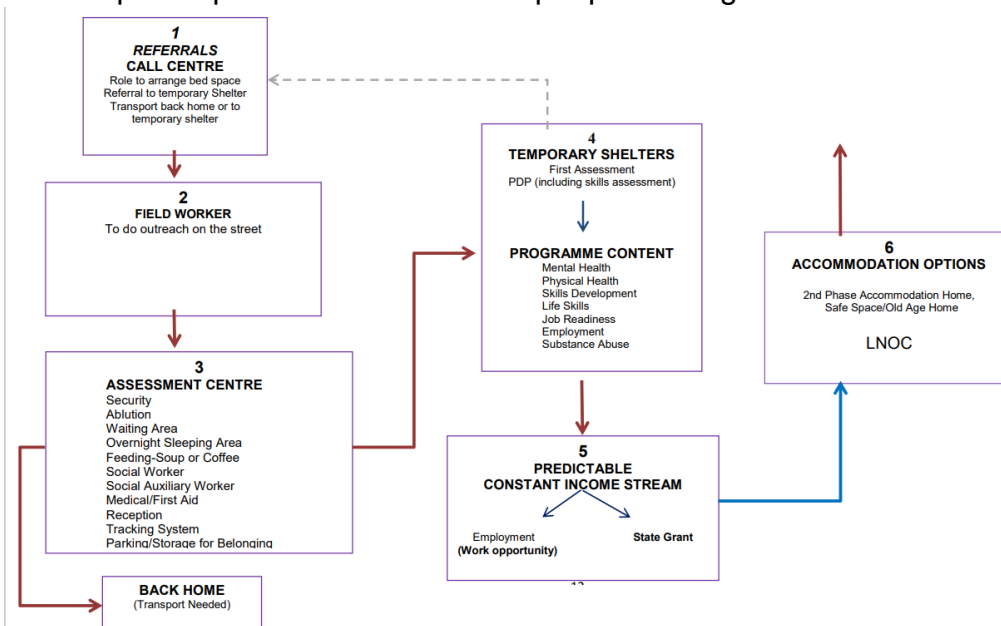 1
REFERRALS
CALL CENTRE
Role to arrange bed space
Referral to temporary Shelter
Transport back home or to
temporary shelter
2
FIELD WORKER
To do outreach on the street
3
ASSESSMENT CENTRE
Security
Ablution
Waiting Area
Overnight Sleeping Area
Feeding-Soup or Coffee
Social Worker
Social Auxiliary Worker
Medical/First Aid
Reception
Tracking System
Parking/Storage for Belonging
BACK HOME
(Transport Needed)
4
TEMPORARY SHELTERS
First Assessment
PDP (including skills assessment)
PROGRAMME CONTENT
Mental Health
Physical Health
Skills Development
Life Skills
Job Readiness
Employment
Substance Abuse
5
PREDICTABLE
CONSTANT INCOME STREAM
Employment
(Work opportunity)
State Grant
6
ACCOMMODATION OPTIONS
2nd Phase Accommodation Home,
Safe Space/Old Age Home
LNOC